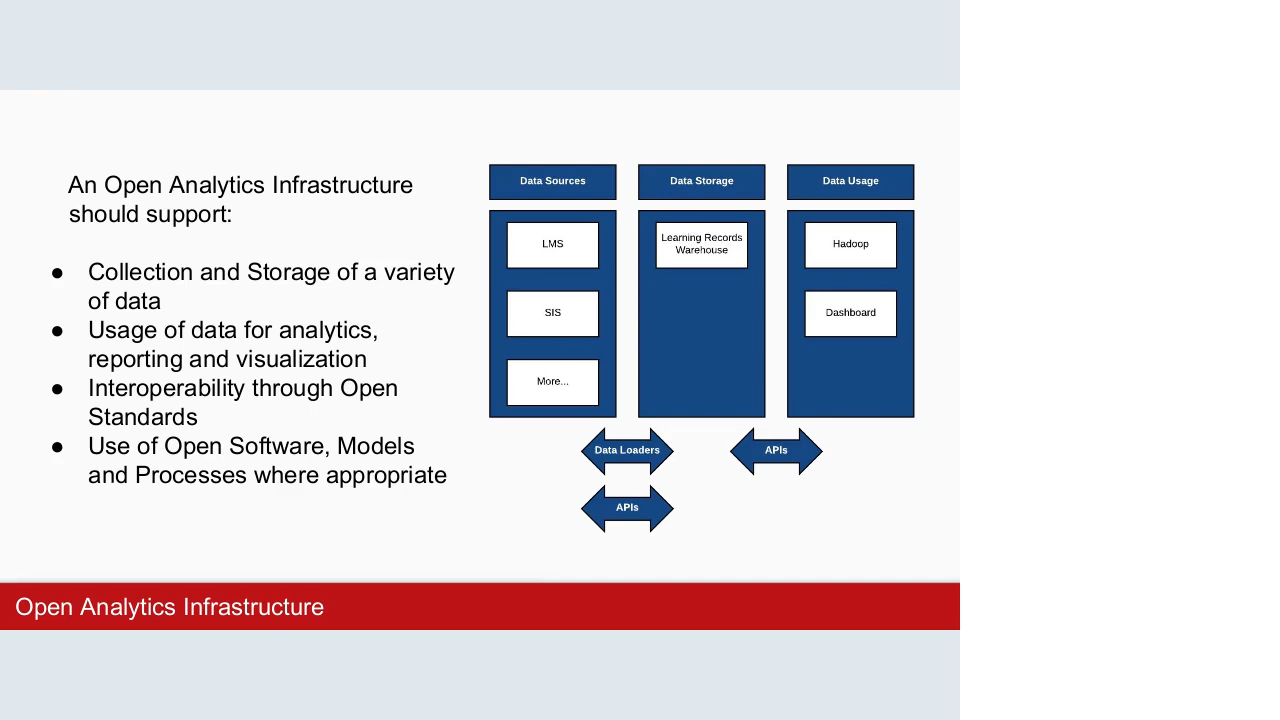 An Open Analytics Infrastructure
should support:
● Collection and Storage of a variety
of data
● Usage of data for analytics,
reporting and visualization
● Interoperability through Open
Standards
● Use of Open Software, Models
and Processes where appropriate
Data Sources
LMS
SIS
More...
Data Storage
Learning Records
Warehouse
Data Usage
Hadoop
Dashboard
Data Loaders
APIs
APIs
Open Analytics Infrastructure